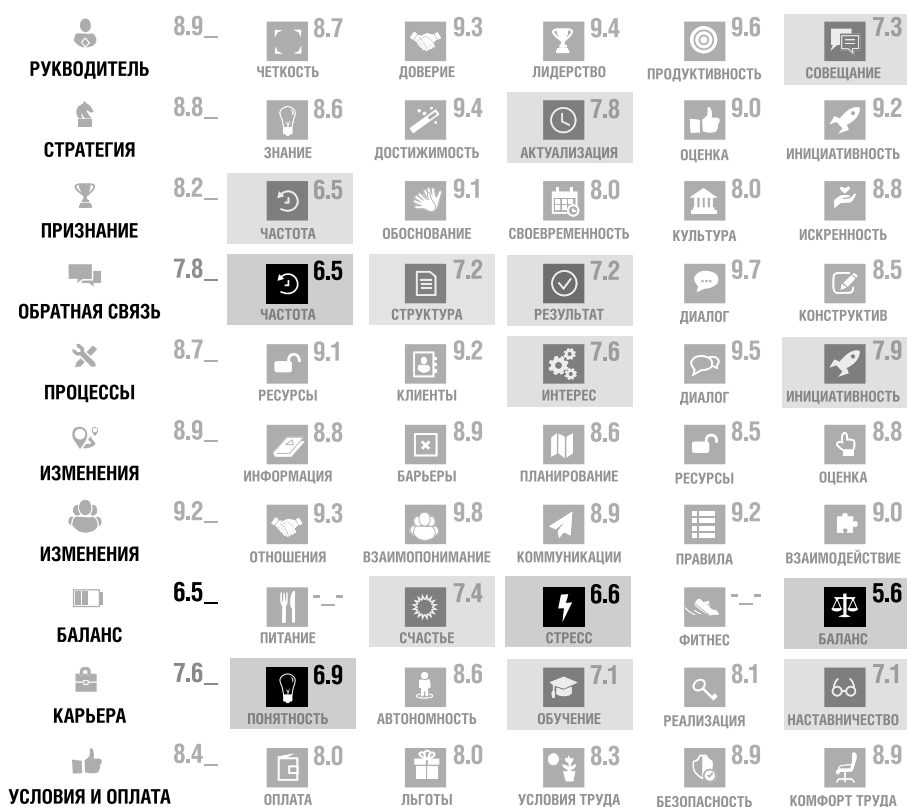 8.9_ 8.7 9.3 9.4 9.6 7.3
РУКВОДИТЕЛЬ ЧЕТКОСТЬ ДОВЕРИЕ ЛИДЕРСТВО ПРОДУКТИВНОСТЬ СОВЕЩАНИЕ
8.8_ 8.6 9.4 7.8 9.0 9.2
СТРАТЕГИЯ ЗНАНИЕ ДОСТИЖИМОСТЬ АКТУАЛИЗАЦИЯ ОЦЕНКА ИНИЦИАТИВНОСТЬ
8.2_ 6.5 9.1 8.0 8.0 8.8
ПРИЗНАНИЕ ЧАСТОТА ОБОСНОВАНИЕ СВОЕВРЕМЕННОСТЬ КУЛЬТУРА ИСКРЕННОСТЬ
7.8_ 6.5 7.2 7.2 9.7 8.5
ОБРАТНАЯ СВЯЗЬ ЧАСТОТА СТРУКТУРА РЕЗУЛЬТАТ ДИАЛОГ КОНСТРУКТИВ
8.7_ 9.1 9.2 7.6 9.5 7.9
ПРОЦЕССЫ РЕСУРСЫ КЛИЕНТЫ ИНТЕРЕС ДИАЛОГ ИНИЦИАТИВНОСТЬ
8.9_ 8.8 8.9 8.6 8.5 8.8
ИЗМЕНЕНИЯ ИНФОРМАЦИЯ БАРЬЕРЫ ПЛАНИРОВАНИЕ РЕСУРСЫ ОЦЕНКА
9.2_ 9.3 9.8 8.9 9.2 9.0
ИЗМЕНЕНИЯ ОТНОШЕНИЯ ВЗАИМОПОНИМАНИЕ КОММУНИКАЦИИ ПРАВИЛА ВЗАИМОДЕЙСТВИЕ
6.5_ -_- 7.4 6.6 -_- 5.6
БАЛАНС ПИТАНИЕ СЧАСТЬЕ СТРЕСС ФИТНЕС БАЛАНС
7.6_ 6.9 8.6 7.1 8.1 7.1
КАРЬЕРА ПОНЯТНОСТЬ АВТОНОМНОСТЬ ОБУЧЕНИЕ РЕАЛИЗАЦИЯ НАСТАВНИЧЕСТВО
8.4_ 8.0 8.0 8.3 8.9 8.9
УСЛОВИЯ И ОПЛАТА ОПЛАТА ЛЬГОТЫ УСЛОВИЯ ТРУДА БЕЗОПАСНОСТЬ КОМФОРТ ТРУДА